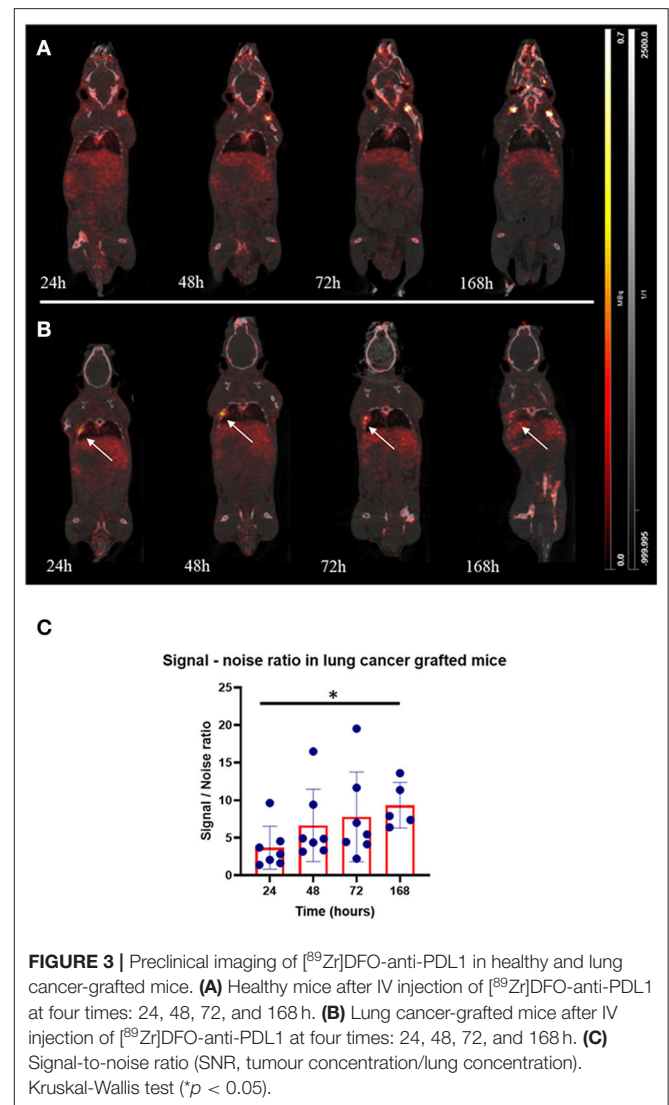 A
24h
48h
72h
168h
0.7
2500.0
MBq
1/1
0.0
-999.995
B
24h
48h
72h
168h
C
Signal - noise ratio in lung cancer grafted mice
*
Signal / Noise ratio
25
20
15
10
5
0
24 48 72 168
Time (hours)
FIGURE 3 | Preclinical imaging of [⁸⁹Zr]DFO-anti-PDL1 in healthy and lung
cancer-grafted mice. (A) Healthy mice after IV injection of [⁸⁹Zr]DFO-anti-PDL1
at four times: 24, 48, 72, and 168 h. (B) Lung cancer-grafted mice after IV
injection of [⁸⁹Zr]DFO-anti-PDL1 at four times: 24, 48, 72, and 168 h. (C)
Signal-to-noise ratio (SNR, tumour concentration/lung concentration).
Kruskal-Wallis test (*p < 0.05).